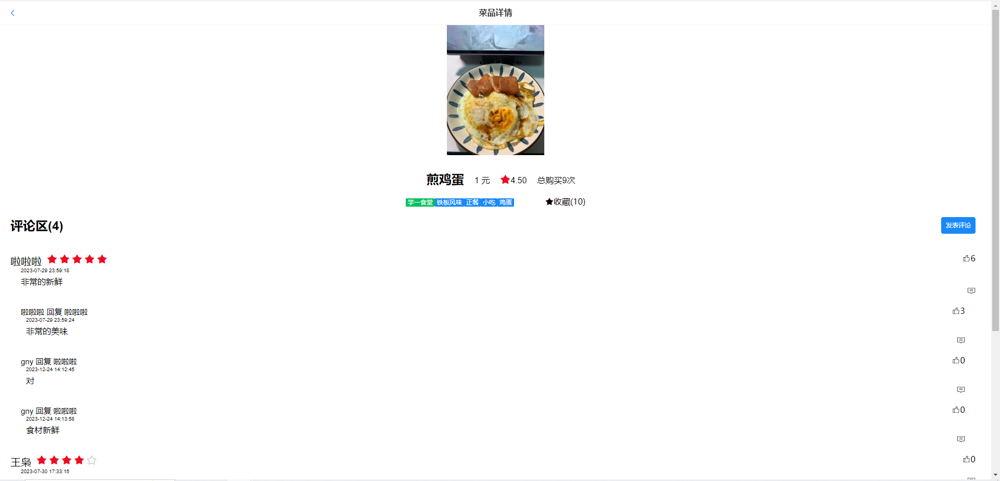 菜品详情
煎鸡蛋 1 元 4.50 总购买9次
学一食堂 铁板风味 正餐 小吃 鸡蛋 收藏(10)
评论区(4) 发表评论
啦啦啦 6
2023-07-29 23:59:18
非常的新鲜
啦啦啦 回复 啦啦啦 3
2023-07-29 23:59:24
非常的美味
gny 回复 啦啦啦 0
2023-12-24 14:12:45
对
gny 回复 啦啦啦 0
2023-12-24 14:13:58
食材新鲜
王枭 0
2023-07-30 17:33:15